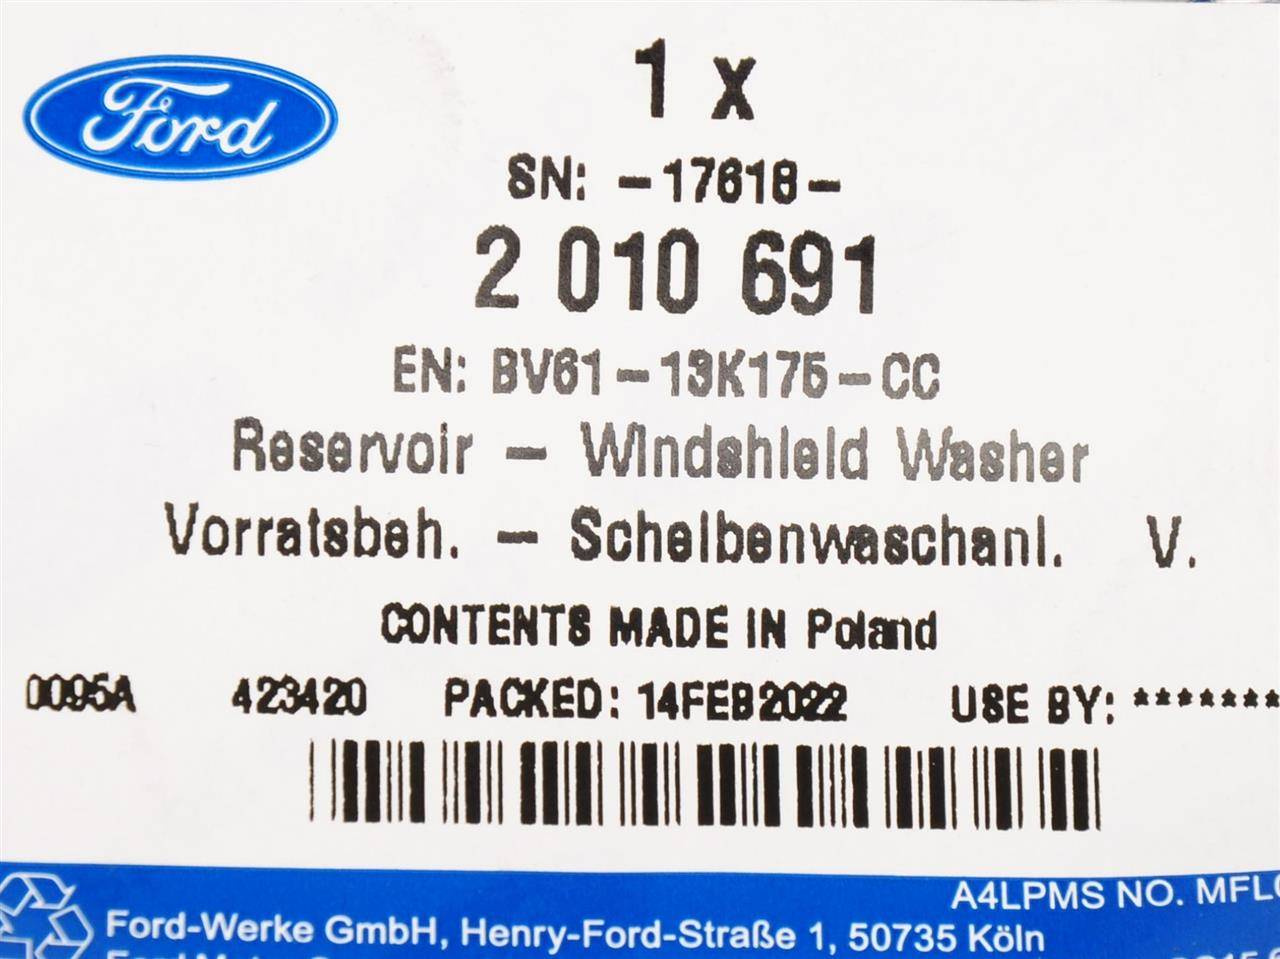 Ford
1 x
SN: -17618-
2 010 691
EN: BV61-13K175-CC
Reservoir - Windshield Washer
Vorratsbeh. - Scheibenwaschanl. V.
CONTENTS MADE IN Poland
0095A 423420 PACKED: 14FEB2022 USE BY: *******
A4LPMS NO.
Ford-Werke GmbH, Henry-Ford-Straße 1, 50735 Köln